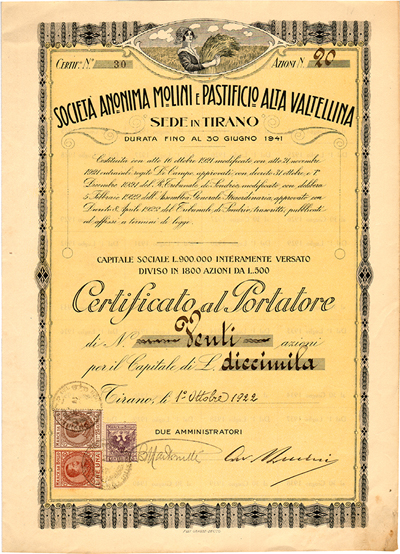 CERTIF. N.° 30
AZIONI N. 20
SOCIETÀ ANONIMA MOLINI E PASTIFICIO ALTA VALTELLINA
SEDE IN TIRANO
DURATA FINO AL 30 GIUGNO 1941
Costituita con atto 16 ottobre 1921 modificato con atto 21 novembre
1921 entrambi rogati D. Campo, approvati con decreto 31 ottobre e 1°
Dicembre 1921 del R. Tribunale di Sondrio, modificato con delibera
5 Febbraio 1922 dell'Assemblea Generale Straordinaria, approvata con
Decreto 8 Aprile 1922 del Tribunale di Sondrio, trascritti, pubblicati
ed affissi a termini di legge.
CAPITALE SOCIALE L. 900.000 INTERAMENTE VERSATO
DIVISO IN 1800 AZIONI DA L. 500
Certificato al Portatore
di N.° Venti azioni
per il Capitale di L. diecimila
Tirano, li 1° Ottobre 1922
DUE AMMINISTRATORI